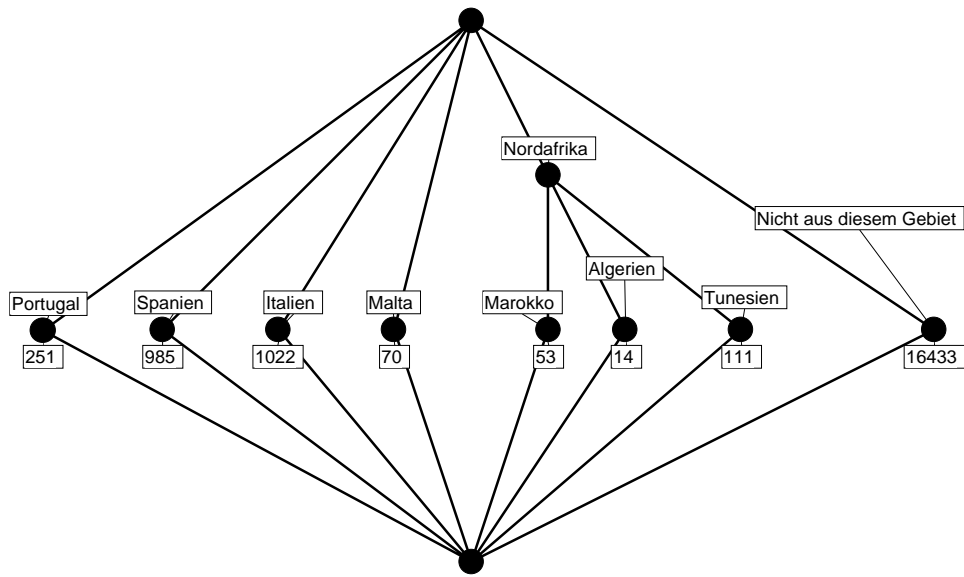 Nordafrika
Nicht aus diesem Gebiet
Algerien
Portugal
Spanien
Italien
Malta
Marokko
Tunesien
251
985
1022
70
53
14
111
16433